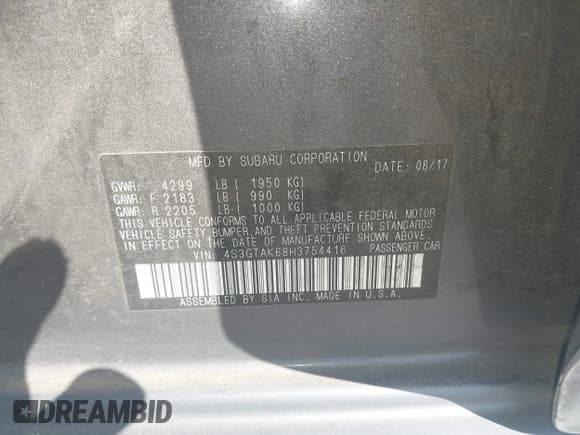 MFD BY SUBARU CORPORATION DATE: 08/17
GVWR: 4299 LB ( 1950 KG)
GAWR: F 2183 LB ( 990 KG)
GAWR: R 2205 LB ( 1000 KG)
THIS VEHICLE CONFORMS TO ALL APPLICABLE FEDERAL MOTOR
VEHICLE SAFETY, BUMPER, AND THEFT PREVENTION STANDARDS
IN EFFECT ON THE DATE OF MANUFACTURE SHOWN ABOVE.
VIN: 4S3GTAK68H3754416 PASSENGER CAR
ASSEMBLED BY SIA INC. MADE IN U.S.A.
DREAMBID